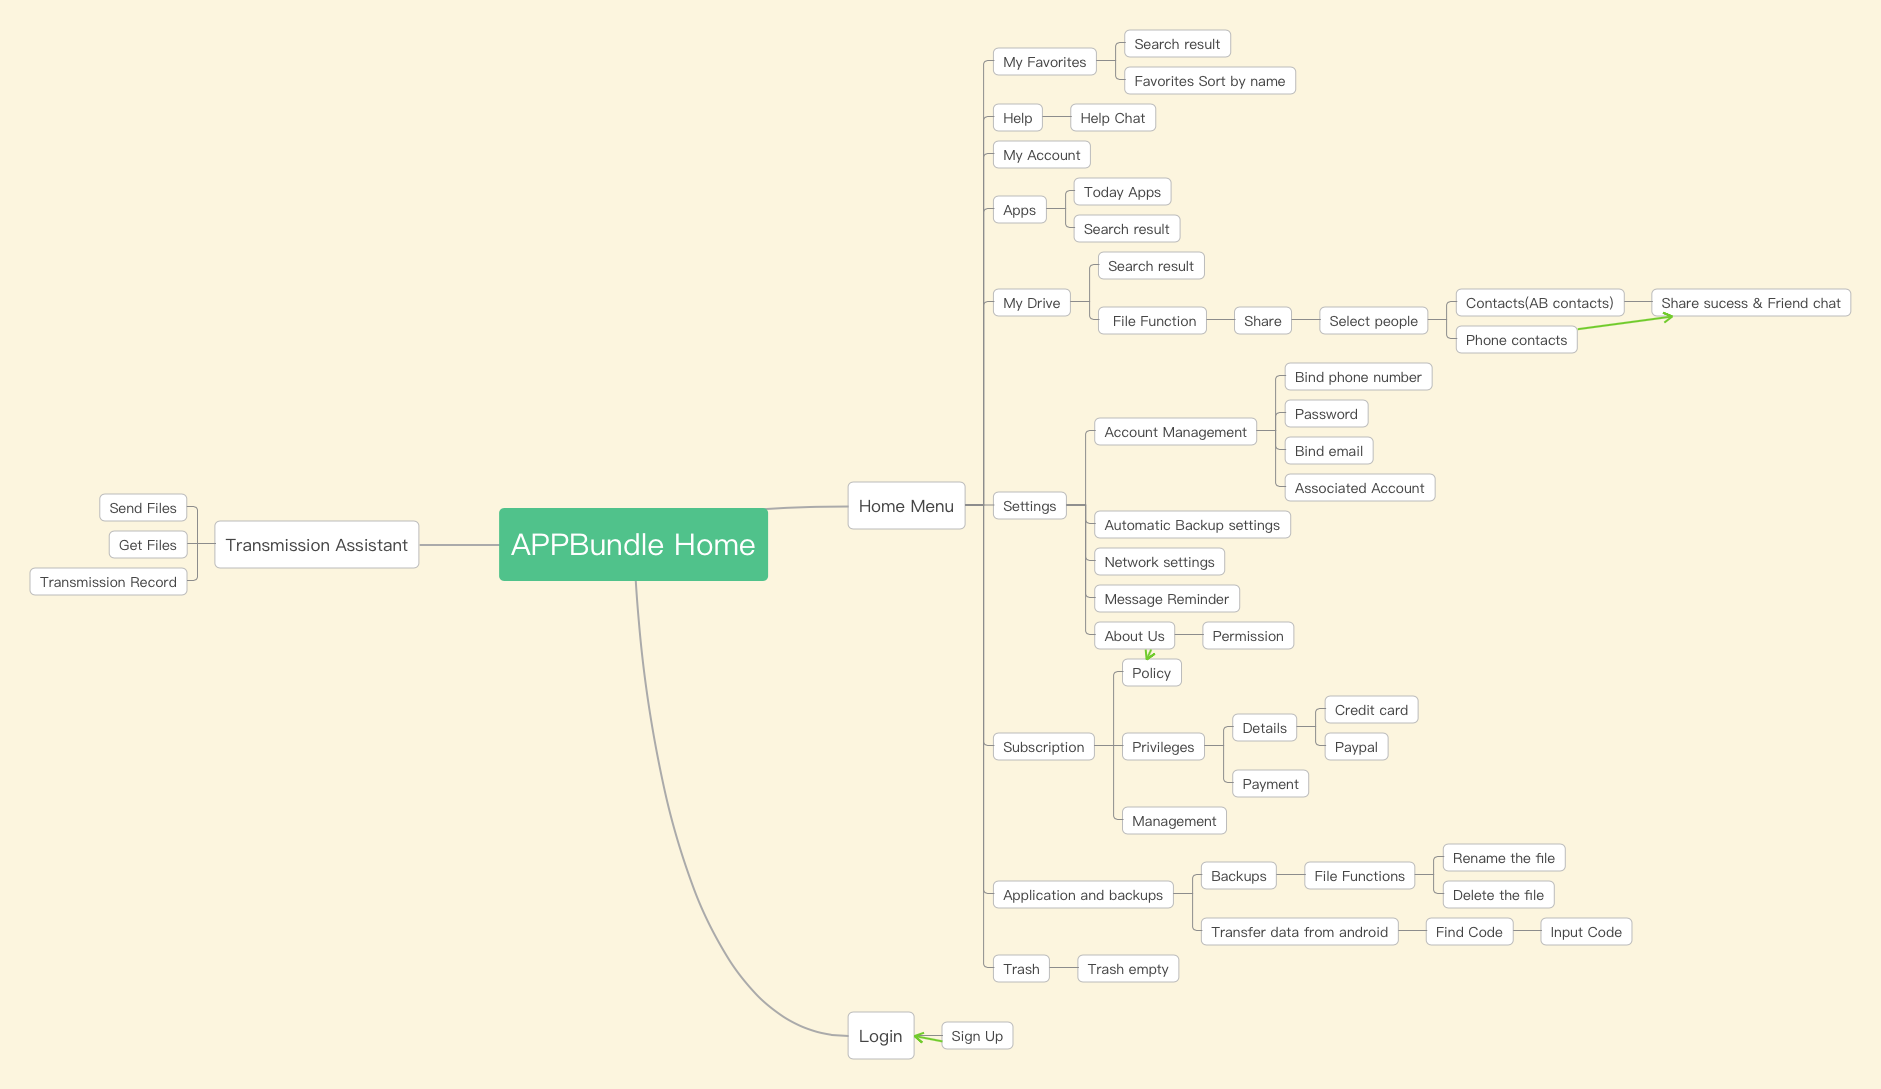 APPBundle Home
Transmission Assistant
Send Files
Get Files
Transmission Record
Home Menu
My Favorites
Search result
Favorites Sort by name
Help
Help Chat
My Account
Apps
Today Apps
Search result
My Drive
Search result
File Function
Share
Select people
Contacts(AB contacts)
Share sucess & Friend chat
Phone contacts
Settings
Account Management
Bind phone number
Password
Bind email
Associated Account
Automatic Backup settings
Network settings
Message Reminder
About Us
Permission
Subscription
Policy
Privileges
Details
Credit card
Paypal
Payment
Management
Application and backups
Backups
File Functions
Rename the file
Delete the file
Transfer data from android
Find Code
Input Code
Trash
Trash empty
Login
Sign Up